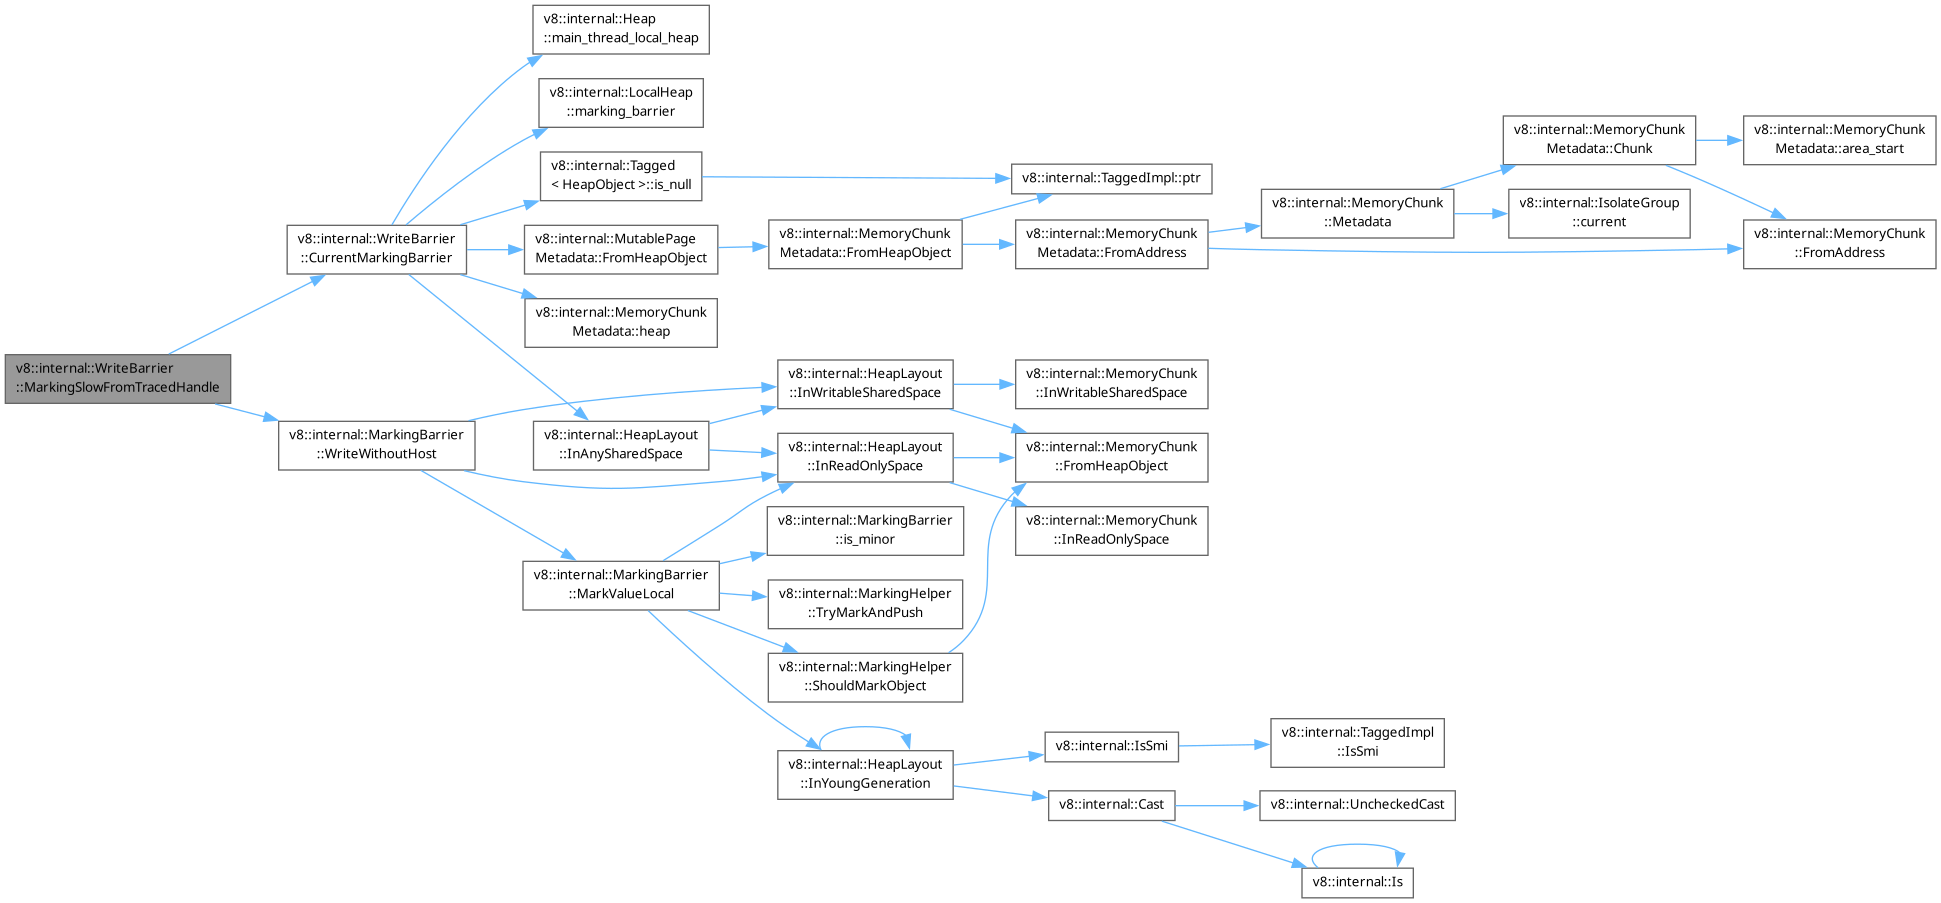 v8::internal::WriteBarrier
::MarkingSlowFromTracedHandle
v8::internal::WriteBarrier
::CurrentMarkingBarrier
v8::internal::MarkingBarrier
::WriteWithoutHost
v8::internal::Heap
::main_thread_local_heap
v8::internal::LocalHeap
::marking_barrier
v8::internal::Tagged
< HeapObject >::is_null
v8::internal::MutablePage
Metadata::FromHeapObject
v8::internal::MemoryChunk
Metadata::heap
v8::internal::HeapLayout
::InAnySharedSpace
v8::internal::MarkingBarrier
::MarkValueLocal
v8::internal::MemoryChunk
Metadata::FromHeapObject
v8::internal::HeapLayout
::InWritableSharedSpace
v8::internal::HeapLayout
::InReadOnlySpace
v8::internal::MarkingBarrier
::is_minor
v8::internal::MarkingHelper
::TryMarkAndPush
v8::internal::MarkingHelper
::ShouldMarkObject
v8::internal::HeapLayout
::InYoungGeneration
v8::internal::TaggedImpl::ptr
v8::internal::MemoryChunk
Metadata::FromAddress
v8::internal::MemoryChunk
::InWritableSharedSpace
v8::internal::MemoryChunk
::FromHeapObject
v8::internal::MemoryChunk
::InReadOnlySpace
v8::internal::IsSmi
v8::internal::Cast
v8::internal::MemoryChunk
::Metadata
v8::internal::TaggedImpl
::IsSmi
v8::internal::UncheckedCast
v8::internal::Is
v8::internal::MemoryChunk
Metadata::Chunk
v8::internal::IsolateGroup
::current
v8::internal::MemoryChunk
Metadata::area_start
v8::internal::MemoryChunk
::FromAddress